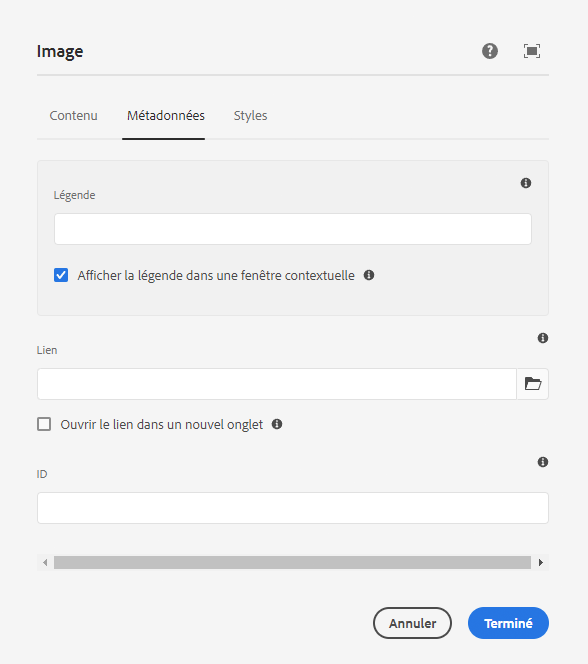 Image
Contenu Métadonnées Styles
Légende
Afficher la légende dans une fenêtre contextuelle
Lien
Ouvrir le lien dans un nouvel onglet
ID
Annuler Terminé